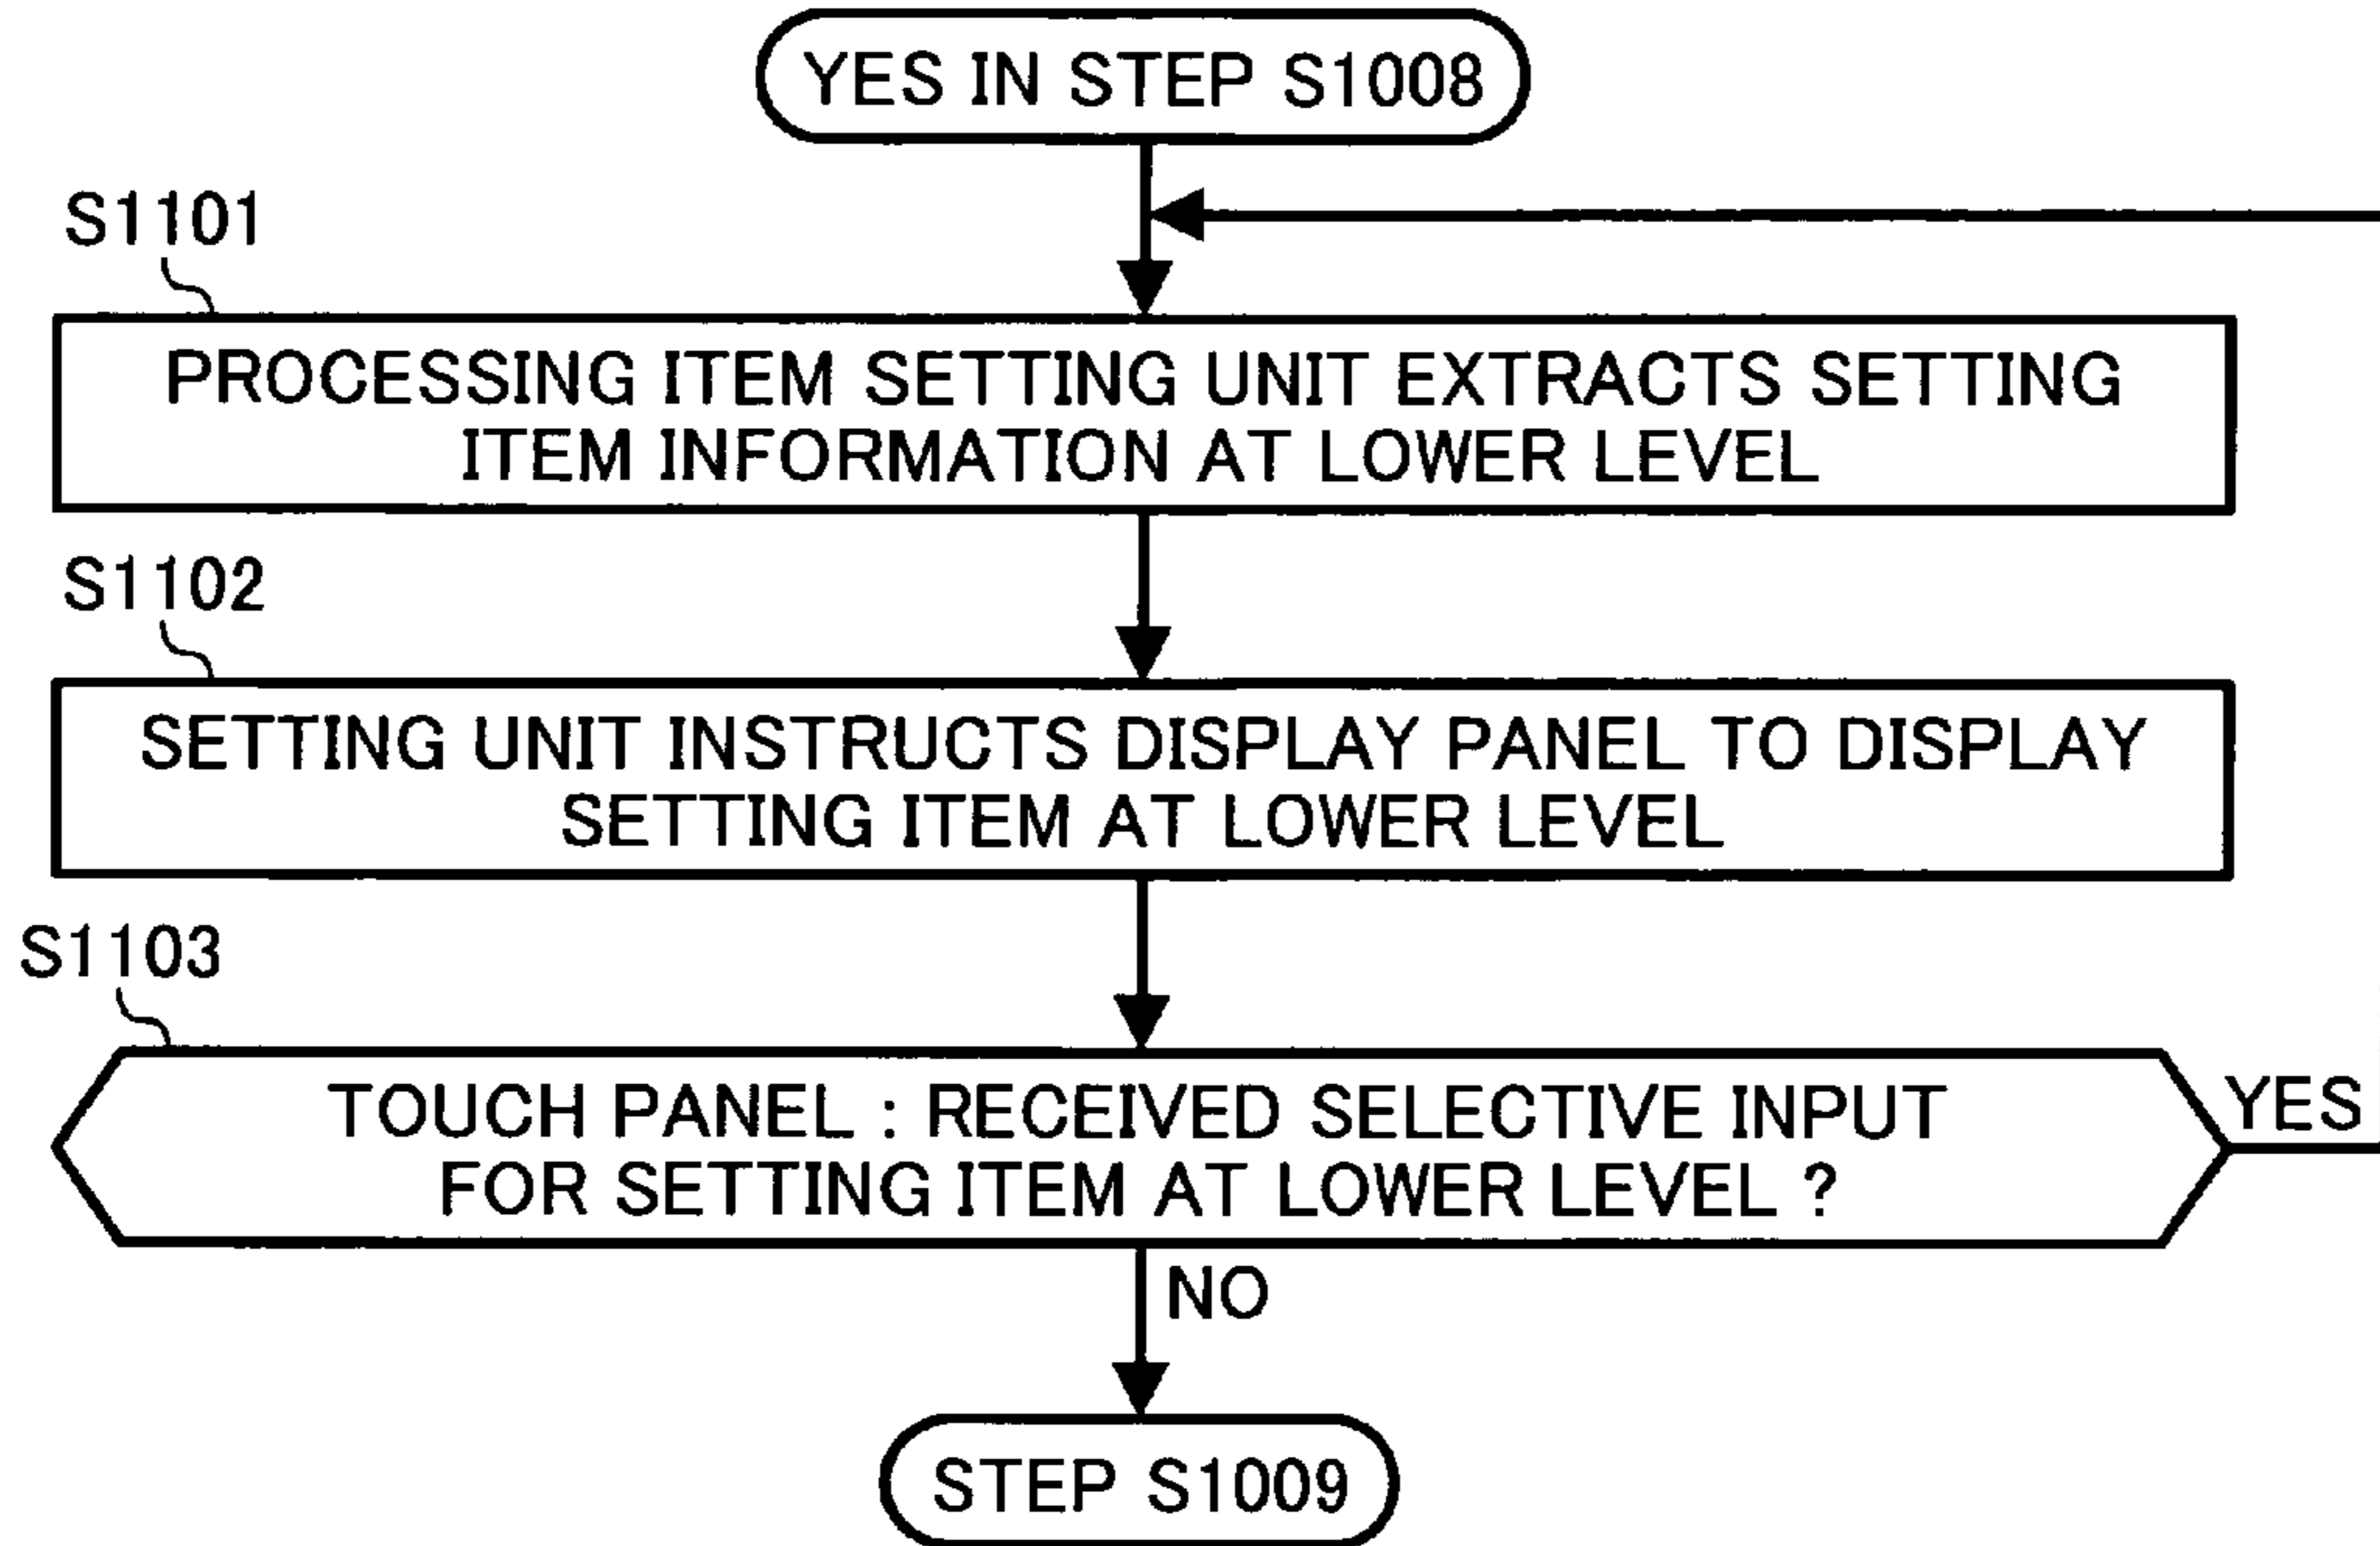 YES IN STEP S1008
S1101
PROCESSING ITEM SETTING UNIT EXTRACTS SETTING
ITEM INFORMATION AT LOWER LEVEL
S1102
SETTING UNIT INSTRUCTS DISPLAY PANEL TO DISPLAY
SETTING ITEM AT LOWER LEVEL
S1103
TOUCH PANEL : RECEIVED SELECTIVE INPUT
FOR SETTING ITEM AT LOWER LEVEL ?
YES
NO
STEP S1009